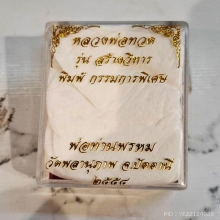 หลวงพ่อทวด
รุ่น สร้างวิหาร
พิมพ์ กรรมการพิเศษ
พ่อท่านพรหม
วัดพลานุภาพ จ.ปัตตานี
๒๕๕๔